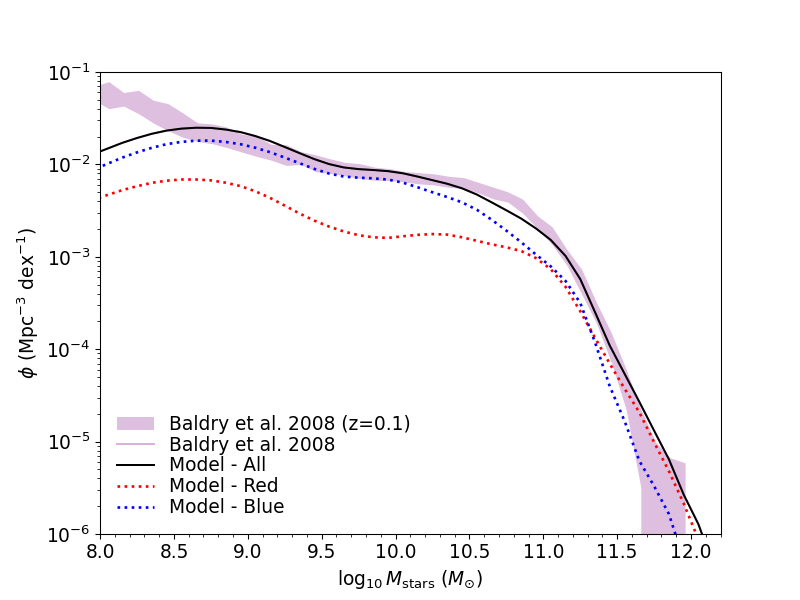 10⁻¹
10⁻²
10⁻³
10⁻⁴
10⁻⁵
10⁻⁶
ϕ (Mpc⁻³ dex⁻¹)
Baldry et al. 2008 (z=0.1)
Baldry et al. 2008
Model - All
Model - Red
Model - Blue
8.0 8.5 9.0 9.5 10.0 10.5 11.0 11.5 12.0
log₁₀ M_stars (M_⊙)